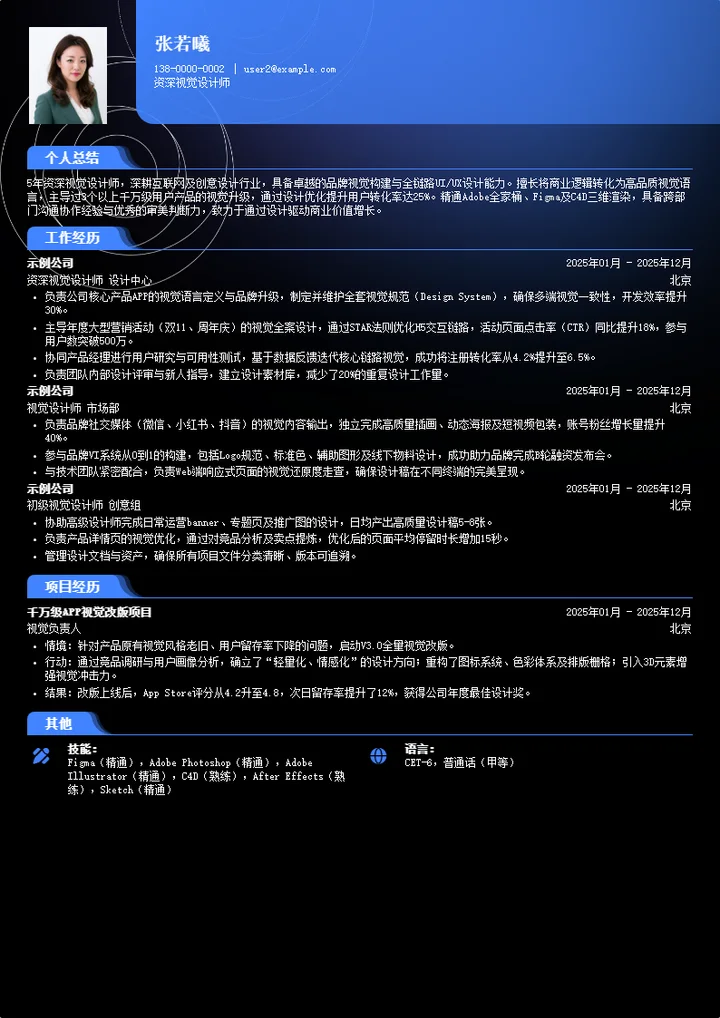 张若曦
138-0000-0002 | user2@example.com
资深视觉设计师
个人总结
5年资深视觉设计师，深耕互联网及创意设计行业，具备卓越的品牌视觉构建与全链路UI/UX设计能力。擅长将商业逻辑转化为高品质视觉语
言，主导过3个以上千万级用户产品的视觉升级，通过设计优化提升用户转化率达25%。精通Adobe全家桶、Figma及C4D三维渲染，具备跨部
门沟通协作经验与优秀的审美判断力，致力于通过设计驱动商业价值增长。
工作经历
示创公司 2025年01月 - 2025年12月
资深视觉设计师 设计中心 北京
• 负责公司核心产品APP的视觉语言定义与品牌升级，制定并维护全套视觉规范（Design System），确保多端视觉一致性，开发效率提升
30%。
• 主导年度大型营销活动（双11、周年庆）的视觉全案设计，通过STAR法则优化H5交互链路，活动页面点击率（CTR）同比提升18%，参与
用户数突破500万。
• 协同产品经理进行用户研究与可用性测试，基于数据反馈迭代核心链路视觉，成功将注册转化率从4.2%提升至6.5%。
• 负责团队内部设计评审与新人指导，建立设计素材库，减少了20%的重复设计工作量。
示创公司 2025年01月 - 2025年12月
视觉设计师 市场部 北京
• 负责品牌社交媒体（微信、小红书、抖音）的视觉内容输出，独立完成高质量插画、动态海报及短视频包装，账号粉丝增长量提升
40%。
• 参与品牌VI系统从0到1的构建，包括Logo规范、标准色、辅助图形及线下物料设计，成功助力品牌完成B轮融资发布会。
• 与技术团队紧密配合，负责Web端响应式页面的视觉还原度走查，确保设计稿在不同终端的完美呈现。
示创公司 2025年01月 - 2025年12月
初级视觉设计师 创意组 北京
• 协助高级设计师完成日常运营banner、专题页及推广图的设计，日均产出高质量设计稿5-8张。
• 负责产品详情页的视觉优化，通过对竞品分析及卖点提炼，优化后的页面平均停留时长增加15秒。
• 管理设计文档与资产，确保所有项目文件分类清晰、版本可追溯。
项目经历
千万级APP视觉改版项目 2025年01月 - 2025年12月
视觉负责人 北京
• 情境：针对产品原有视觉风格老旧、用户留存率下降的问题，启动V3.0全量视觉改版。
• 行动：通过竞品调研与用户画像分析，确立了“轻量化、情感化”的设计方向；重构了图标系统、色彩体系及排版栅格；引入3D元素增
强视觉冲击力。
• 结果：改版上线后，App Store评分从4.2升至4.8，次日留存率提升了12%，获得公司年度最佳设计奖。
其他
技能：
Figma（精通），Adobe Photoshop（精通），Adobe
Illustrator（精通），C4D（熟练），After Effects（熟
练），Sketch（精通）
语言：
CET-6，普通话（甲等）